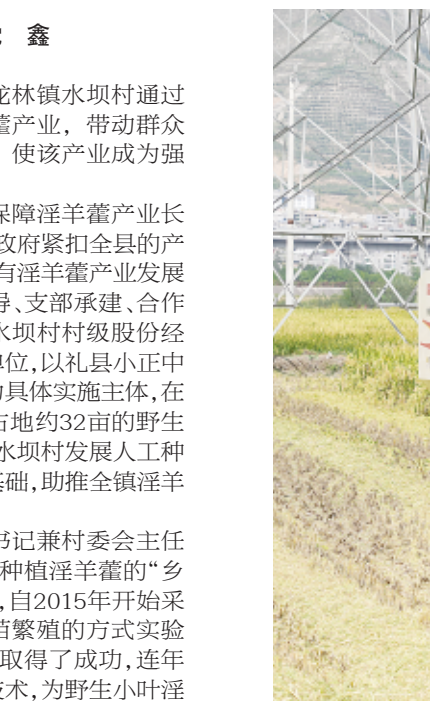 鑫
龙林镇水坝村通过
藿产业，带动群众
使该产业成为强
保障淫羊藿产业长
政府紧扣全县的产
有淫羊藿产业发展
导、支部承建、合作
水坝村村级股份经
单位，以礼县小正中
为具体实施主体，在
占地约32亩的野生
水坝村发展人工种
基础，助推全镇淫羊
书记兼村委会主任
种植淫羊藿的“乡
，自2015年开始采
苗繁殖的方式实验
取得了成功，连年
技术，为野生小叶淫